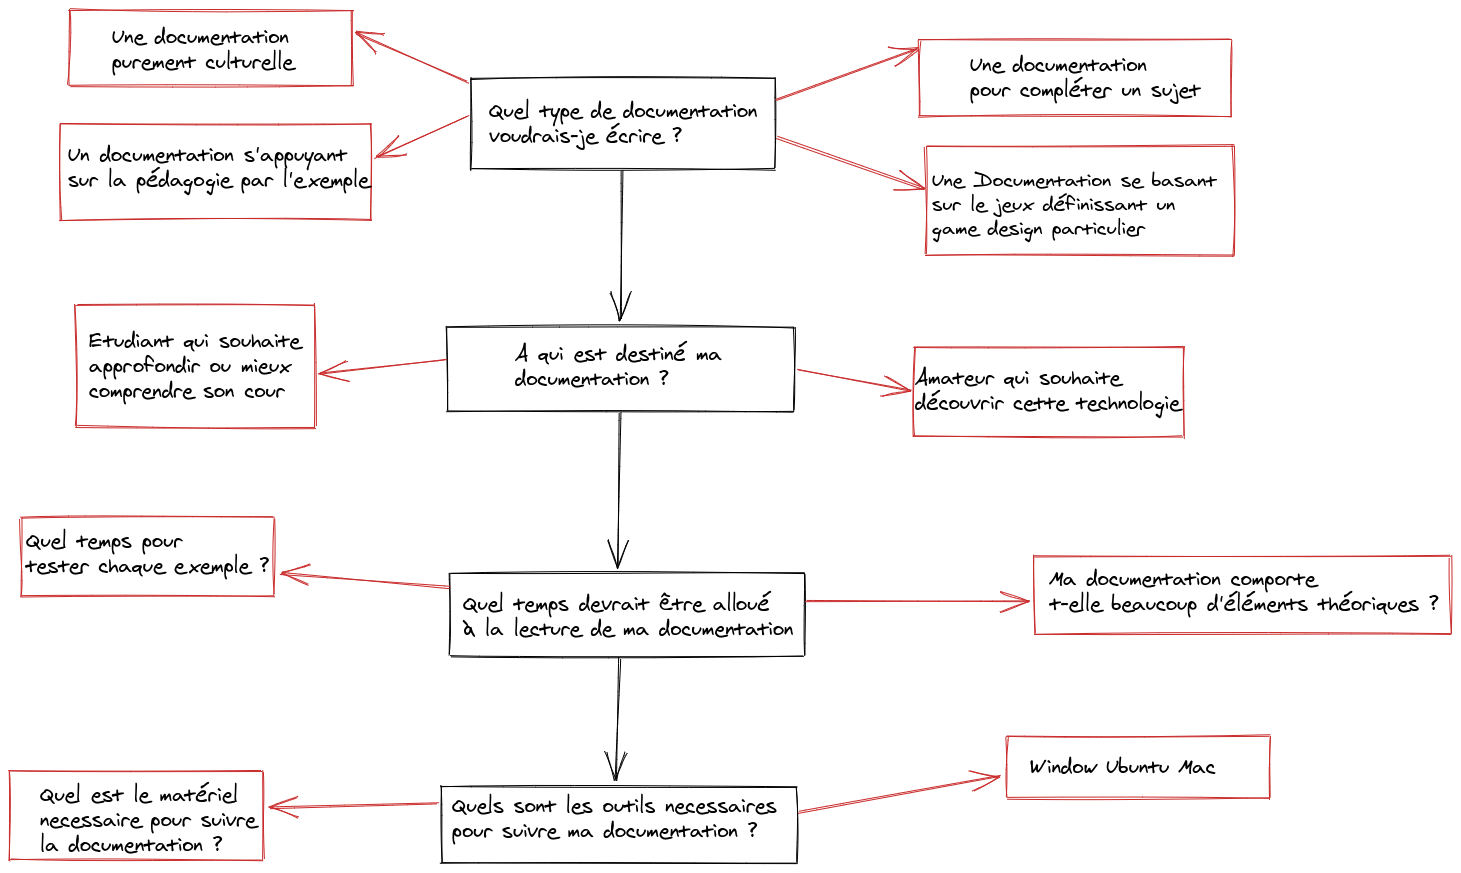 Une documentation
purement culturelle
Quel type de documentation
voudrais-je écrire ?
Une documentation
pour compléter un sujet
Un documentation s'appuyant
sur la pédagogie par l'exemple
Une Documentation se basant
sur le jeux définissant un
game design particulier
Etudiant qui souhaite
approfondir ou mieux
comprendre son cour
A qui est destiné ma
documentation ?
Amateur qui souhaite
découvrir cette technologie
Quel temps pour
tester chaque exemple ?
Quel temps devrait être alloué
à la lecture de ma documentation
Ma documentation comporte
t-elle beaucoup d'éléments théoriques ?
Quel est le matériel
necessaire pour suivre
la documentation ?
Quels sont les outils necessaires
pour suivre ma documentation ?
Window Ubuntu Mac